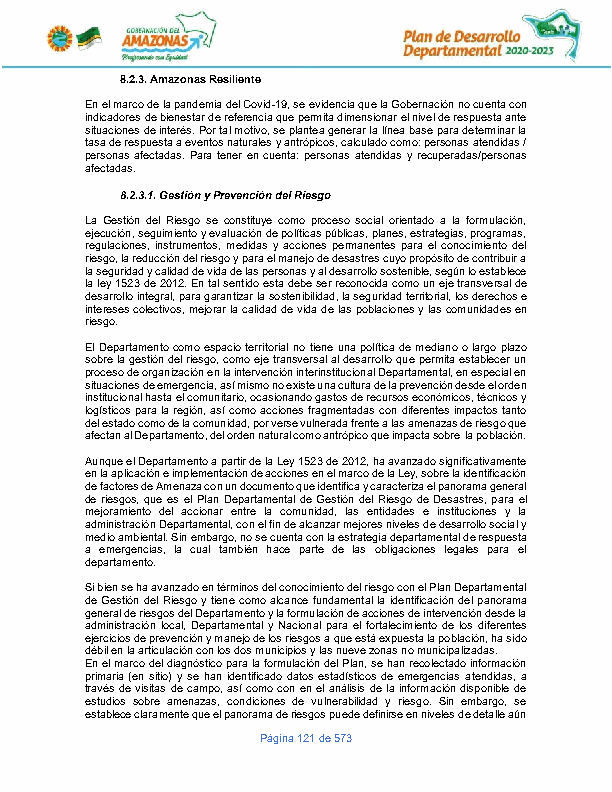 GOBERNACIÓN DEL
AMAZONAS
Progresando con Equidad
Plan de Desarrollo
Departamental 2020-2023
8.2.3. Amazonas Resiliente
En el marco de la pandemia del Covid-19, se evidencia que la Gobernación no cuenta con
indicadores de bienestar de referencia que permita dimensionar el nivel de respuesta ante
situaciones de interés. Por tal motivo, se plantea generar la línea base para determinar la
tasa de respuesta a eventos naturales y antrópicos, calculado como: personas atendidas /
personas afectadas. Para tener en cuenta: personas atendidas y recuperadas/personas
afectadas.
8.2.3.1. Gestión y Prevención del Riesgo
La Gestión del Riesgo se constituye como proceso social orientado a la formulación,
ejecución, seguimiento y evaluación de políticas públicas, planes, estrategias, programas,
regulaciones, instrumentos, medidas y acciones permanentes para el conocimiento del
riesgo, la reducción del riesgo y para el manejo de desastres cuyo propósito de contribuir a
la seguridad y calidad de vida de las personas y al desarrollo sostenible, según lo establece
la ley 1523 de 2012. En tal sentido esta debe ser reconocida como un eje transversal de
desarrollo integral, para garantizar la sostenibilidad, la seguridad territorial, los derechos e
intereses colectivos, mejorar la calidad de vida de las poblaciones y las comunidades en
riesgo.
El Departamento como espacio territorial no tiene una política de mediano o largo plazo
sobre la gestión del riesgo, como eje transversal al desarrollo que permita establecer un
proceso de organización en la intervención interinstitucional Departamental, en especial en
situaciones de emergencia, así mismo no existe una cultura de la prevención desde el orden
institucional hasta el comunitario, ocasionando gastos de recursos económicos, técnicos y
logísticos para la región, así como acciones fragmentadas con diferentes impactos tanto
del estado como de la comunidad, por verse vulnerada frente a las amenazas de riesgo que
afectan al Departamento, del orden natural como antrópico que impacta sobre la población.
Aunque el Departamento a partir de la Ley 1523 de 2012, ha avanzado significativamente
en la aplicación e implementación de acciones en el marco de la Ley, sobre la identificación
de factores de Amenaza con un documento que identifica y caracteriza el panorama general
de riesgos, que es el Plan Departamental de Gestión del Riesgo de Desastres, para el
mejoramiento del accionar entre la comunidad, las entidades e instituciones y la
administración Departamental, con el fin de alcanzar mejores niveles de desarrollo social y
medio ambiental. Sin embargo, no se cuenta con la estrategia departamental de respuesta
a emergencias, la cual también hace parte de las obligaciones legales para el
departamento.
Si bien se ha avanzado en términos del conocimiento del riesgo con el Plan Departamental
de Gestión del Riesgo y tiene como alcance fundamental la identificación del panorama
general de riesgos del Departamento y la formulación de acciones de intervención desde la
administración local, Departamental y Nacional para el fortalecimiento de los diferentes
ejercicios de prevención y manejo de los riesgos a que está expuesta la población, ha sido
débil en la articulación con los dos municipios y las nueve zonas no municipalizadas.
En el marco del diagnóstico para la formulación del Plan, se han recolectado información
primaria (en sitio) y se han identificado datos estadísticos de emergencias atendidas, a
través de visitas de campo, así como con en el análisis de la información disponible de
estudios sobre amenazas, condiciones de vulnerabilidad y riesgo. Sin embargo, se
establece claramente que el panorama de riesgos puede definirse en niveles de detalle aún
Página 121 de 573